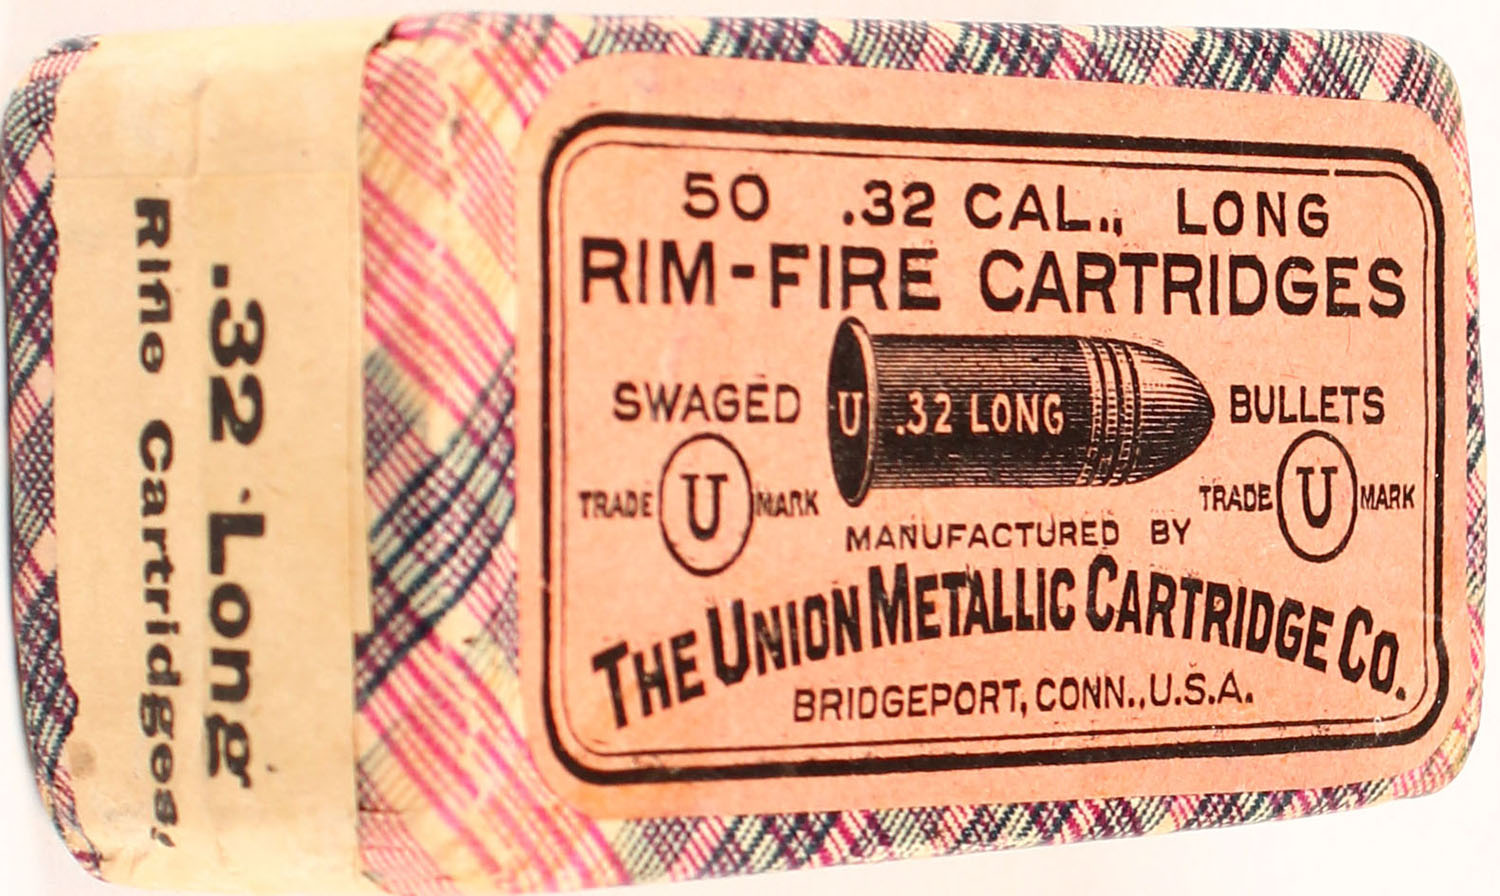 50 .32 CAL., LONG
RIM-FIRE CARTRIDGES
SWAGED BULLETS
U .32 LONG
TRADE U MARK
TRADE U MARK
MANUFACTURED BY
THE UNION METALLIC CARTRIDGE CO.
BRIDGEPORT, CONN., U.S.A.
.32 Long
Rifle Cartridges,